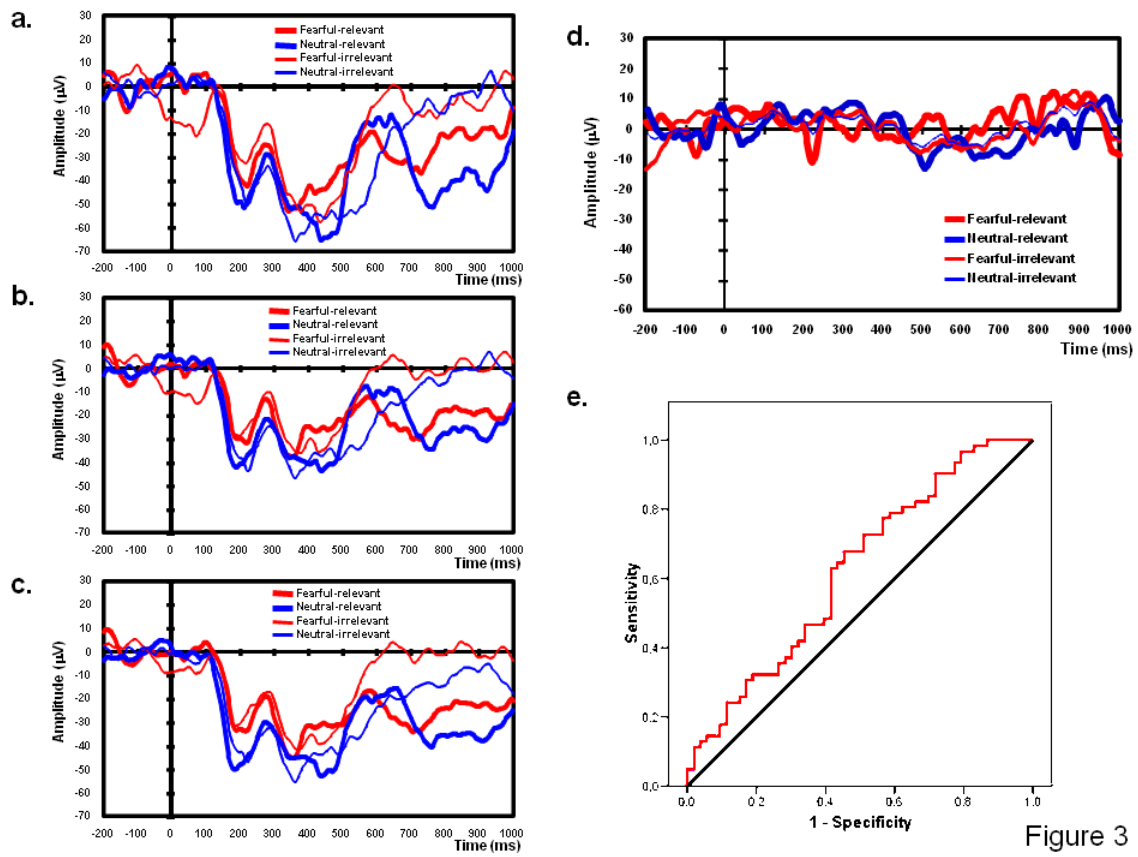 a.
30
20
10
0
-10
-20
-30
-40
-50
-60
-70
Amplitude (µV)
Fearful-relevant
Neutral-relevant
Fearful-irrelevant
Neutral-irrelevant
-200 -100 0 100 200 300 400 500 600 700 800 900 1000
Time (ms)
b.
30
20
10
0
-10
-20
-30
-40
-50
-60
-70
Amplitude (µV)
Fearful-relevant
Neutral-relevant
Fearful-irrelevant
Neutral-irrelevant
-200 -100 0 100 200 300 400 500 600 700 800 900 1000
Time (ms)
c.
30
20
10
0
-10
-20
-30
-40
-50
-60
-70
Amplitude (µV)
Fearful-relevant
Neutral-relevant
Fearful-irrelevant
Neutral-irrelevant
-200 -100 0 100 200 300 400 500 600 700 800 900 1000
Time (ms)
d.
30
20
10
0
-10
-20
-30
-40
-50
-60
Amplitude (µV)
Fearful-relevant
Neutral-relevant
Fearful-irrelevant
Neutral-irrelevant
-200 -100 0 100 200 300 400 500 600 700 800 900 1000
Time (ms)
e.
1,0
0,8
0,6
0,4
0,2
0,0
Sensitivity
0.0 0.2 0.4 0.6 0.8 1.0
1 - Specificity
Figure 3